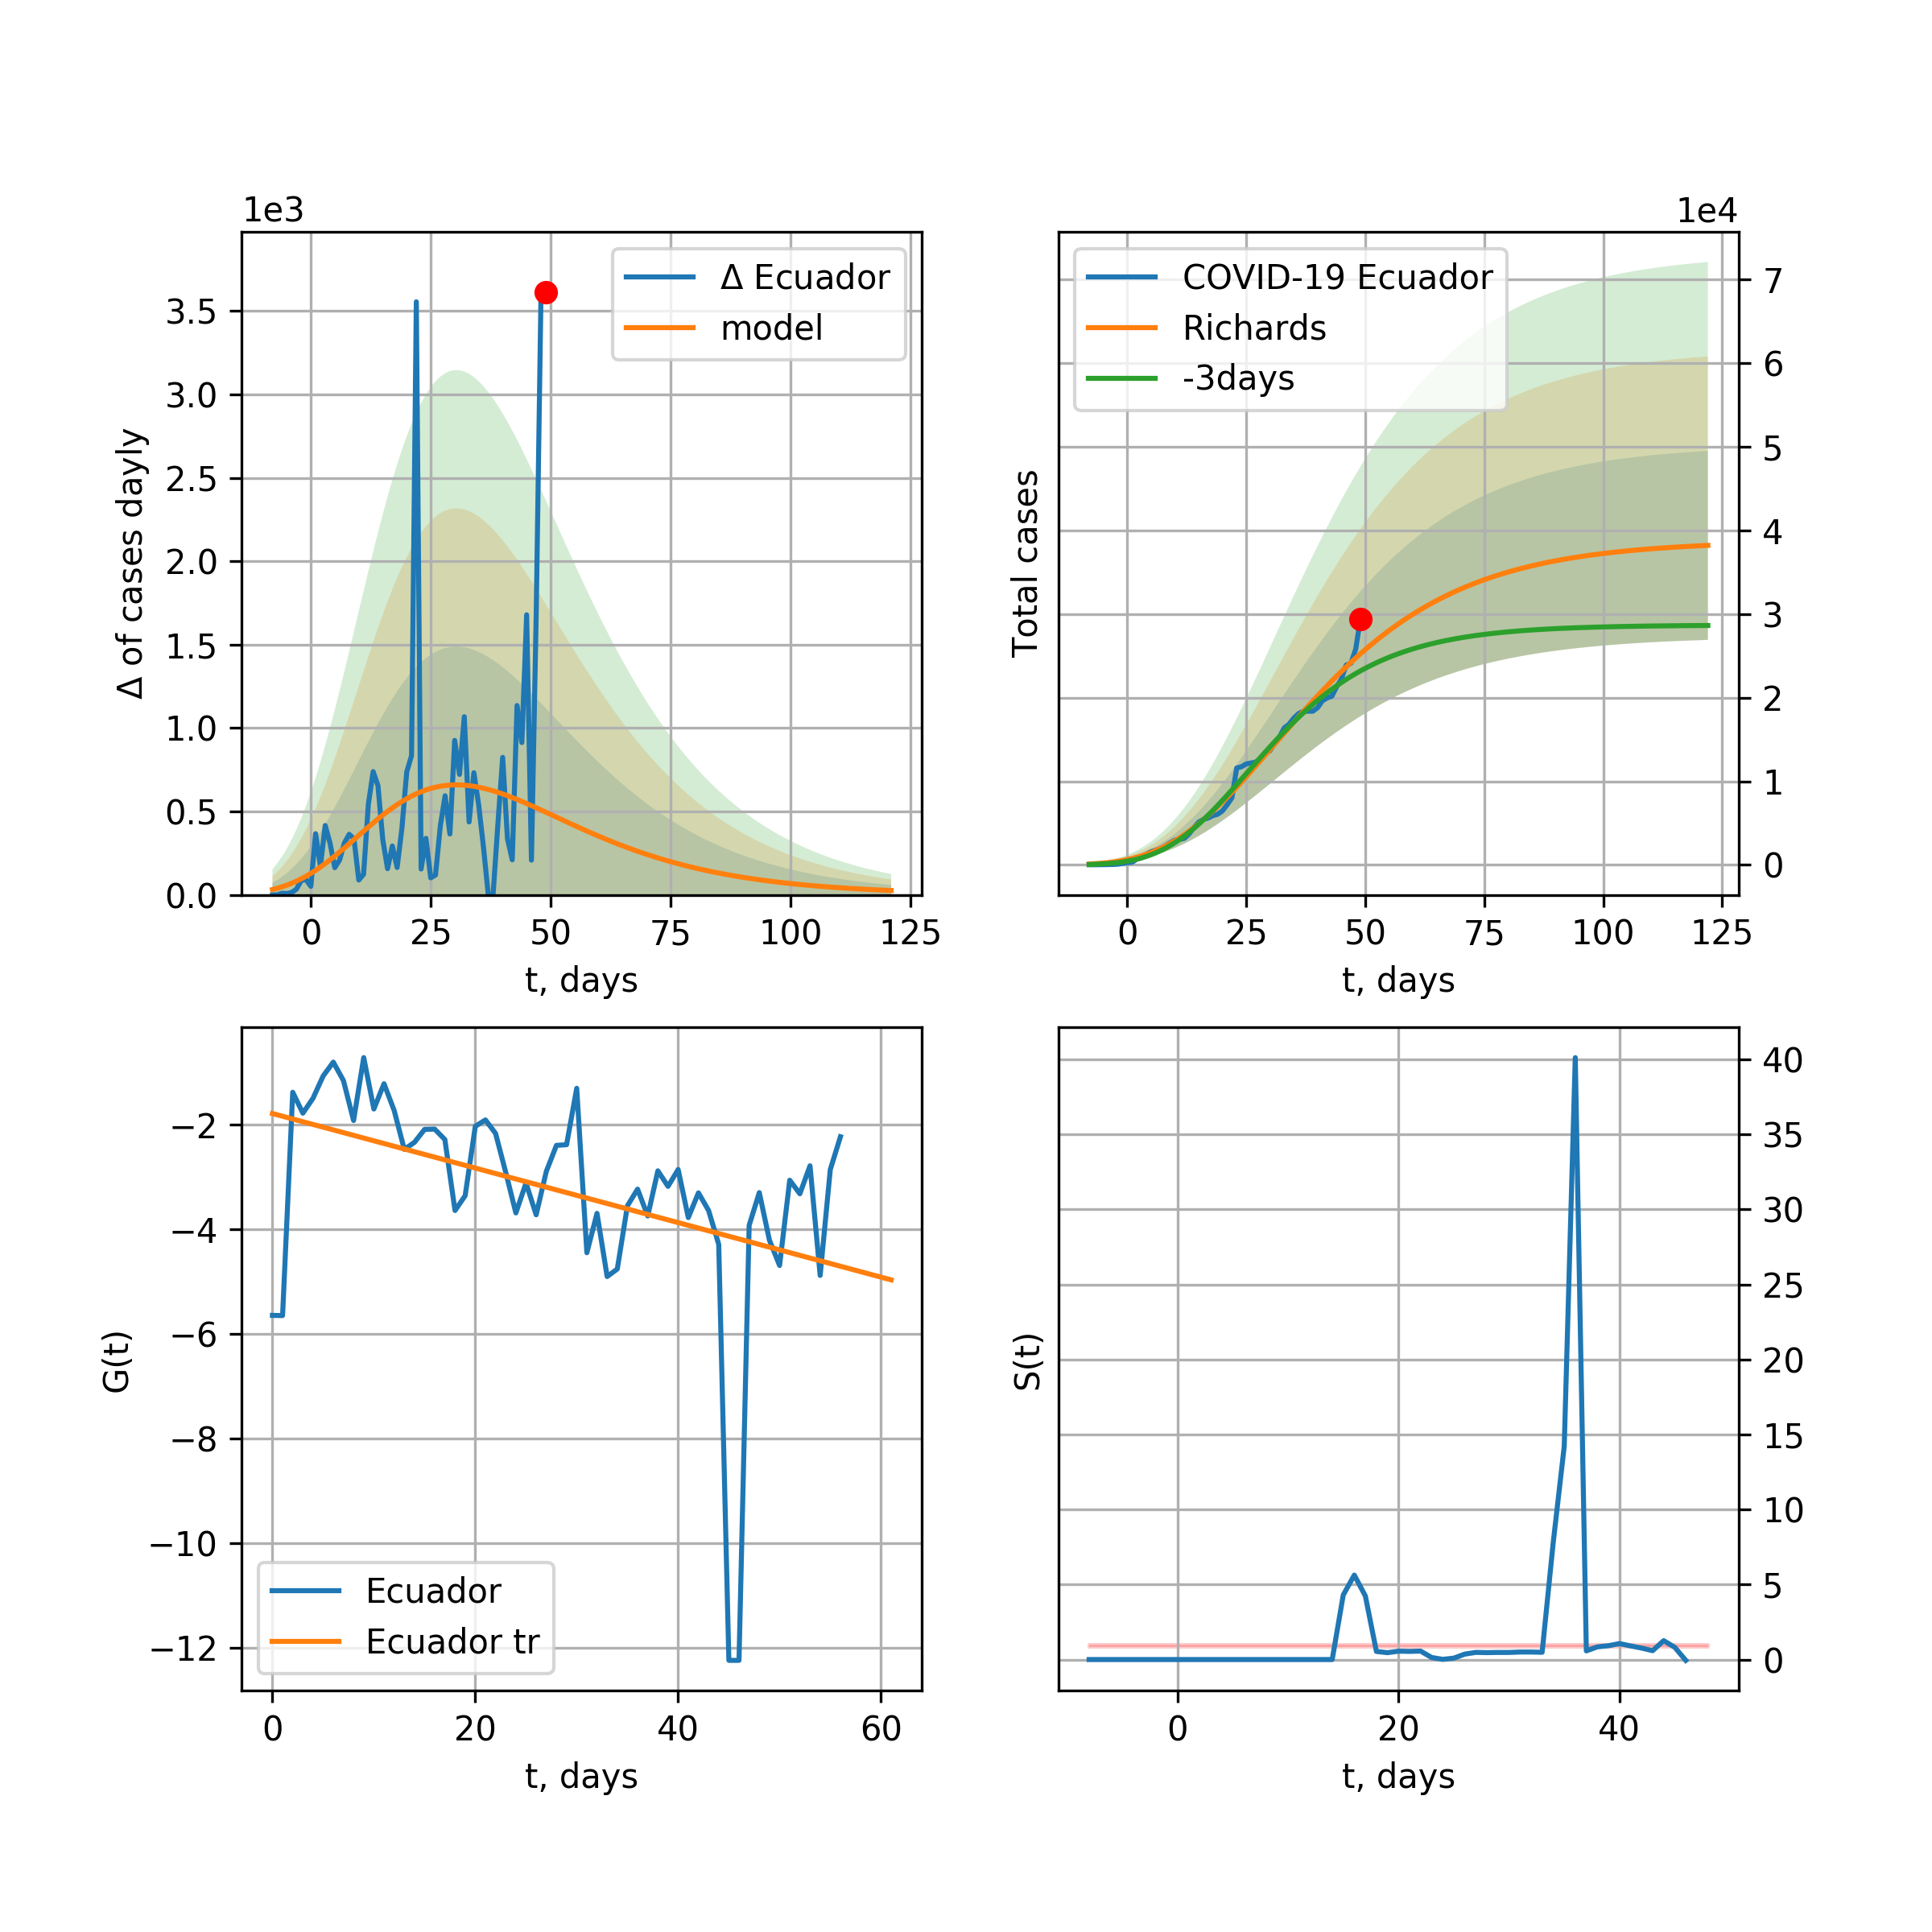 1e3
Δ of cases dayly
3.5
3.0
2.5
2.0
1.5
1.0
0.5
0.0
Δ Ecuador
model
0 25 50 75 100 125
t, days
1e4
Total cases
COVID-19 Ecuador
Richards
-3days
7
6
5
4
3
2
1
0
0 25 50 75 100 125
t, days
G(t)
−2
−4
−6
−8
−10
−12
Ecuador
Ecuador tr
0 20 40 60
t, days
S(t)
40
35
30
25
20
15
10
5
0
0 20 40
t, days